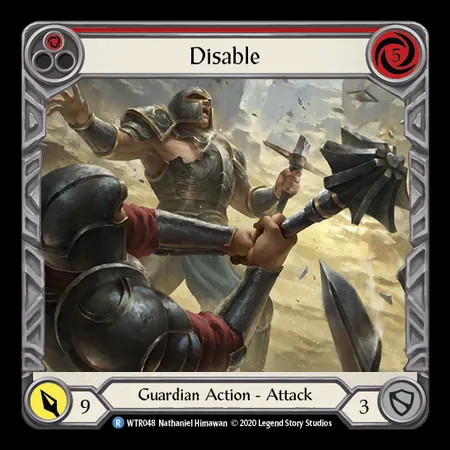 Disable
5
Guardian Action - Attack
9
3
R WTR048 Nathaniel Himawan ©2020 Legend Story Studios